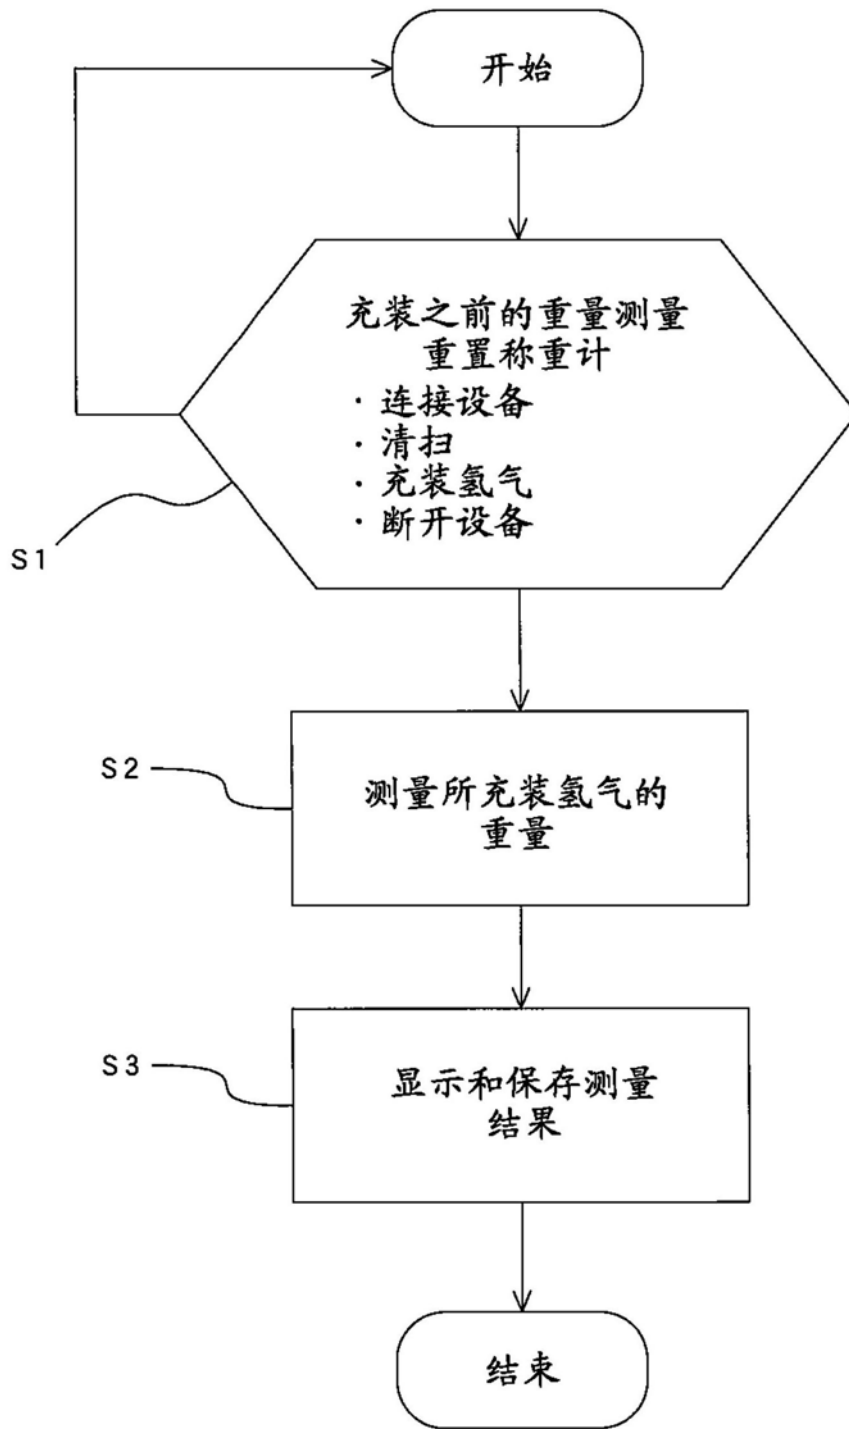 开始
充装之前的重量测量
重置称重计
·连接设备
·清扫
·充装氢气
·断开设备
S1
S2
测量所充装氢气的
重量
S3
显示和保存测量
结果
结束